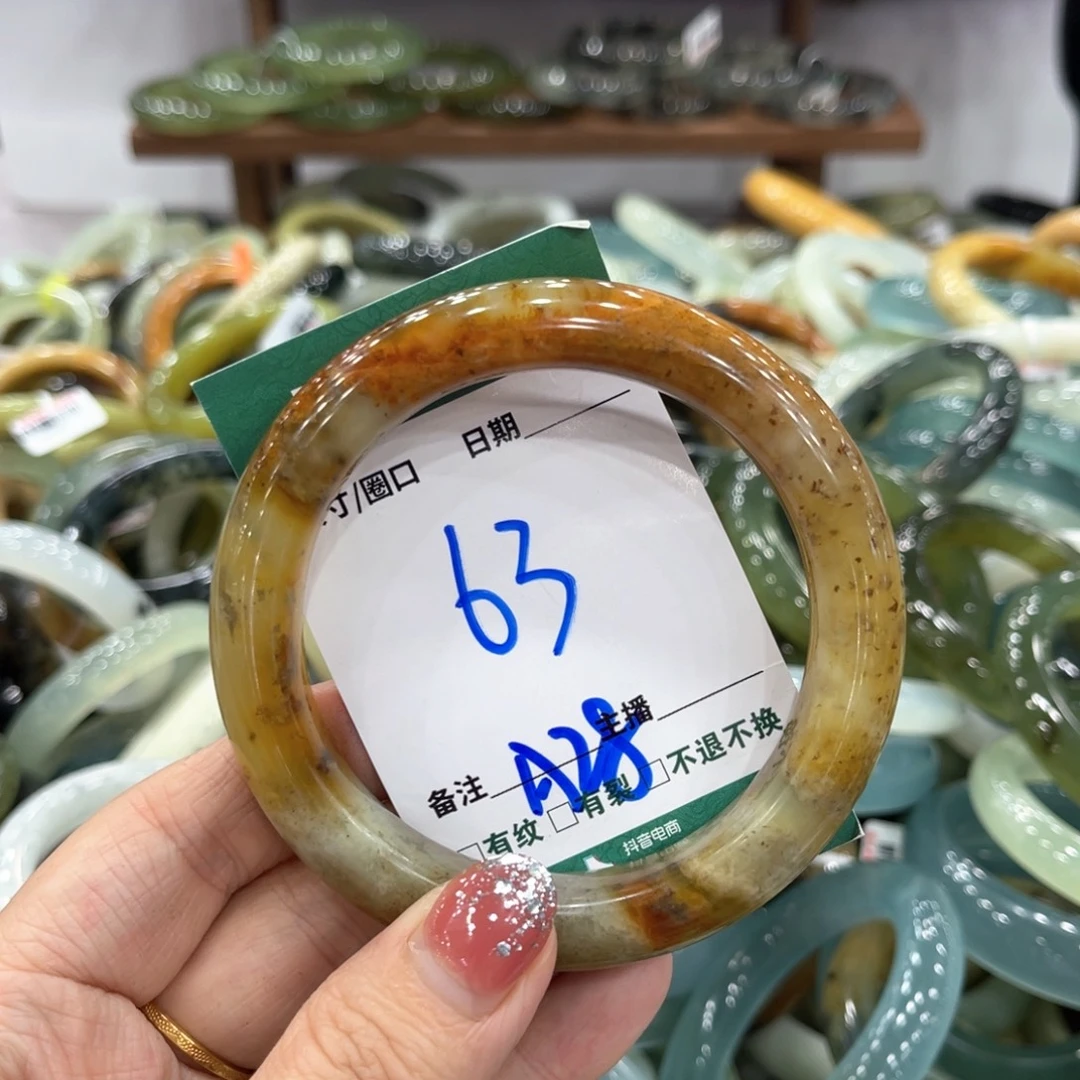 日期
寸/圈口
63
主播
备注 A28
□有纹 □有裂 □不退不换
抖音电商